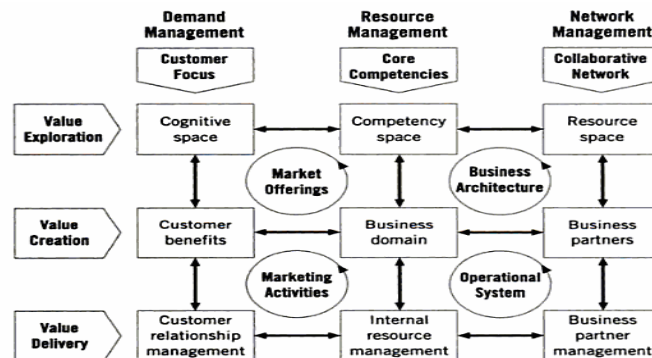 Demand Management
Resource Management
Network Management
Customer Focus
Core Competencies
Collaborative Network
Value Exploration
Cognitive space
Competency space
Resource space
Market Offerings
Business Architecture
Value Creation
Customer benefits
Business domain
Business partners
Marketing Activities
Operational System
Value Delivery
Customer relationship management
Internal resource management
Business partner management